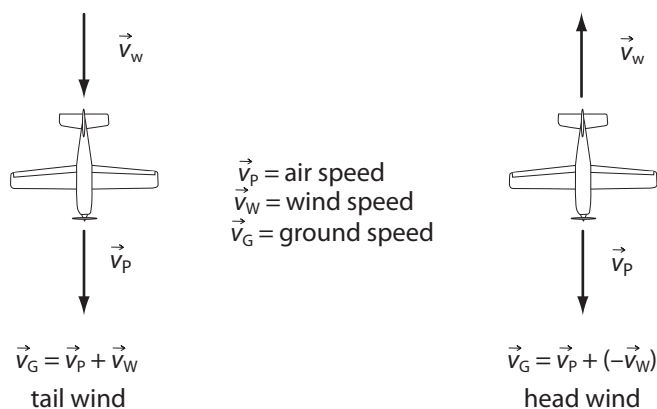 v⃗w
v⃗P
v⃗G = v⃗P + v⃗W
tail wind
v⃗P = air speed
v⃗W = wind speed
v⃗G = ground speed
v⃗w
v⃗P
v⃗G = v⃗P + (–v⃗W)
head wind